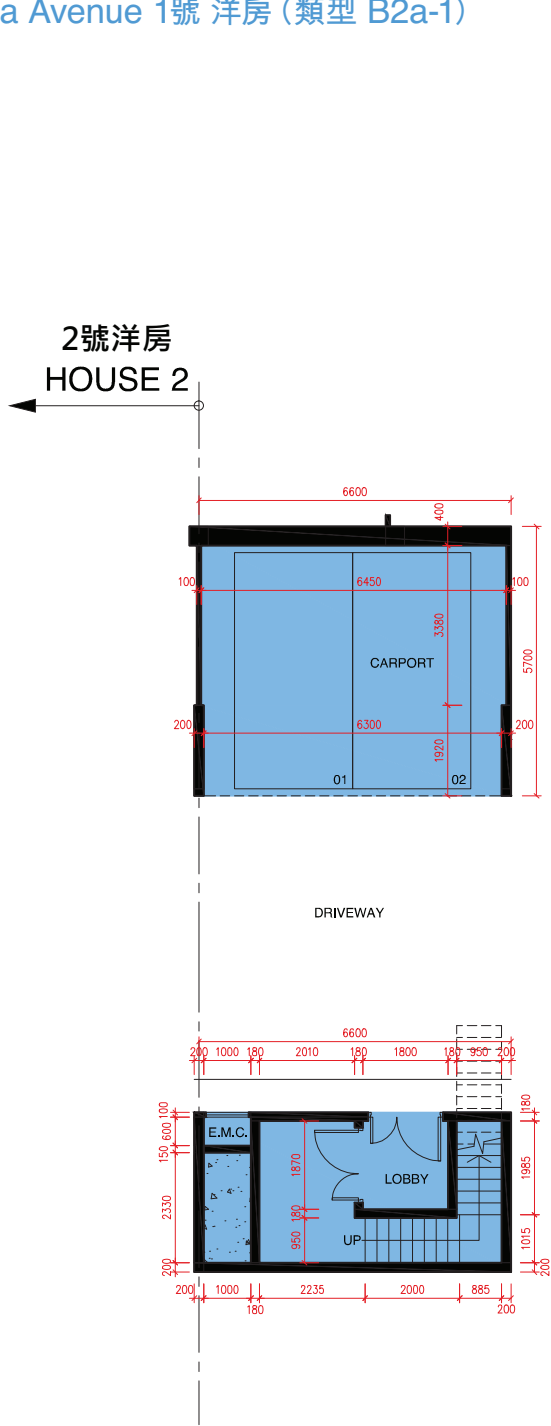 a Avenue 1號 洋房 (類型 B2a-1)
2號洋房
HOUSE 2
6600
400
100 6450 100
3380
5700
CARPORT
200 6300 200
1920
01 02
DRIVEWAY
6600
200 1000 180 2010 180 1800 180 950 200
100 600 150 2330 200
E.M.C.
1870 180 950
LOBBY
UP
180 1985 1015 200
200 1000 2235 2000 885
180 200